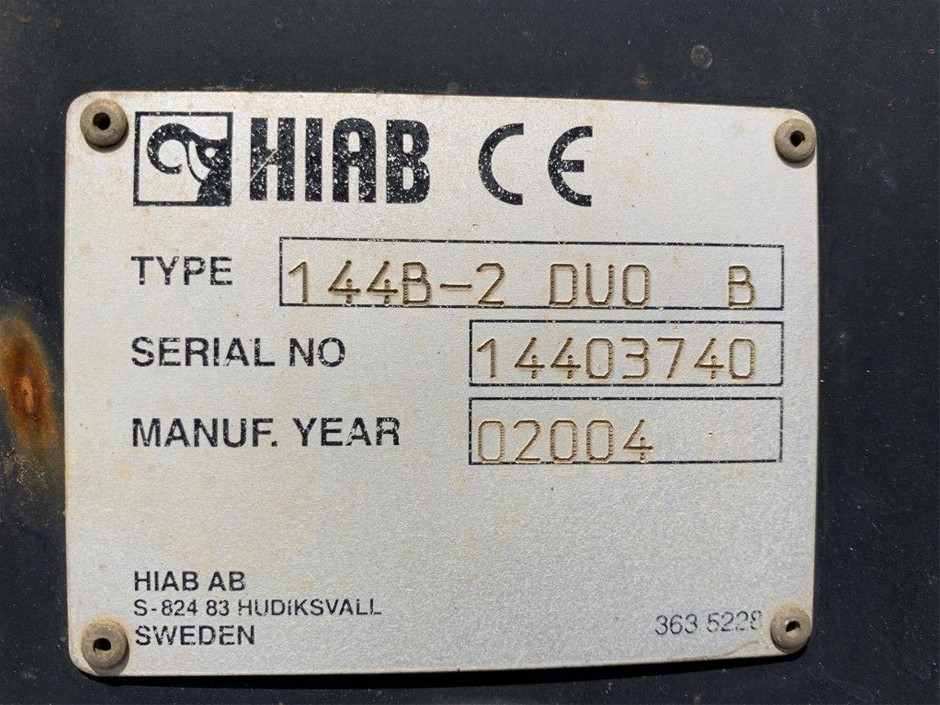 HIAB CE
TYPE 144B-2 DUO B
SERIAL NO 14403740
MANUF. YEAR 02004
HIAB AB
S-824 83 HUDIKSVALL
SWEDEN
363 5228